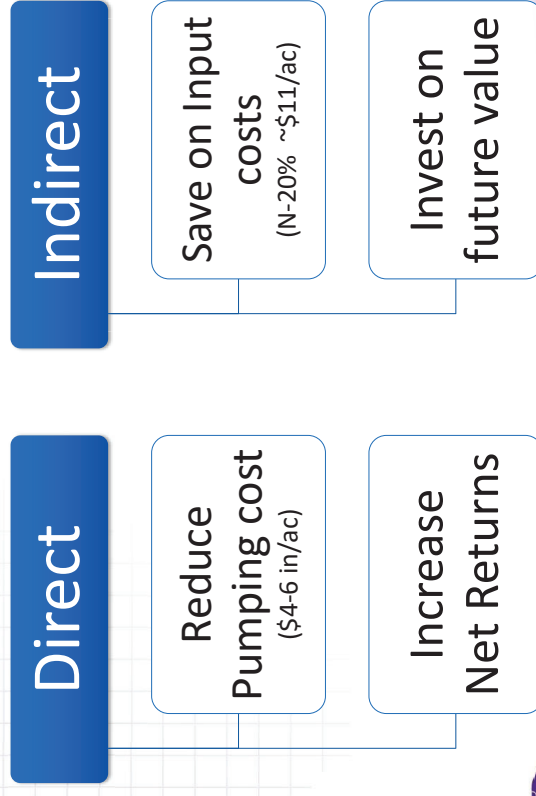 Direct
Reduce
Pumping cost
($4-6 in/ac)
Increase
Net Returns
Indirect
Save on Input
costs
(N-20% ~$11/ac)
Invest on
future value